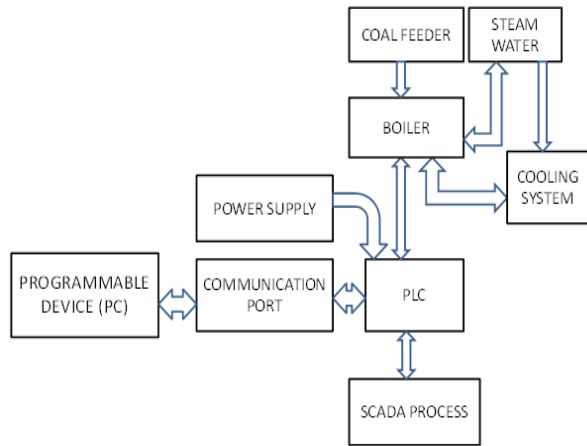 COAL FEEDER
STEAM
WATER
BOILER
COOLING
SYSTEM
POWER SUPPLY
PROGRAMMABLE
DEVICE (PC)
COMMUNICATION
PORT
PLC
SCADA PROCESS